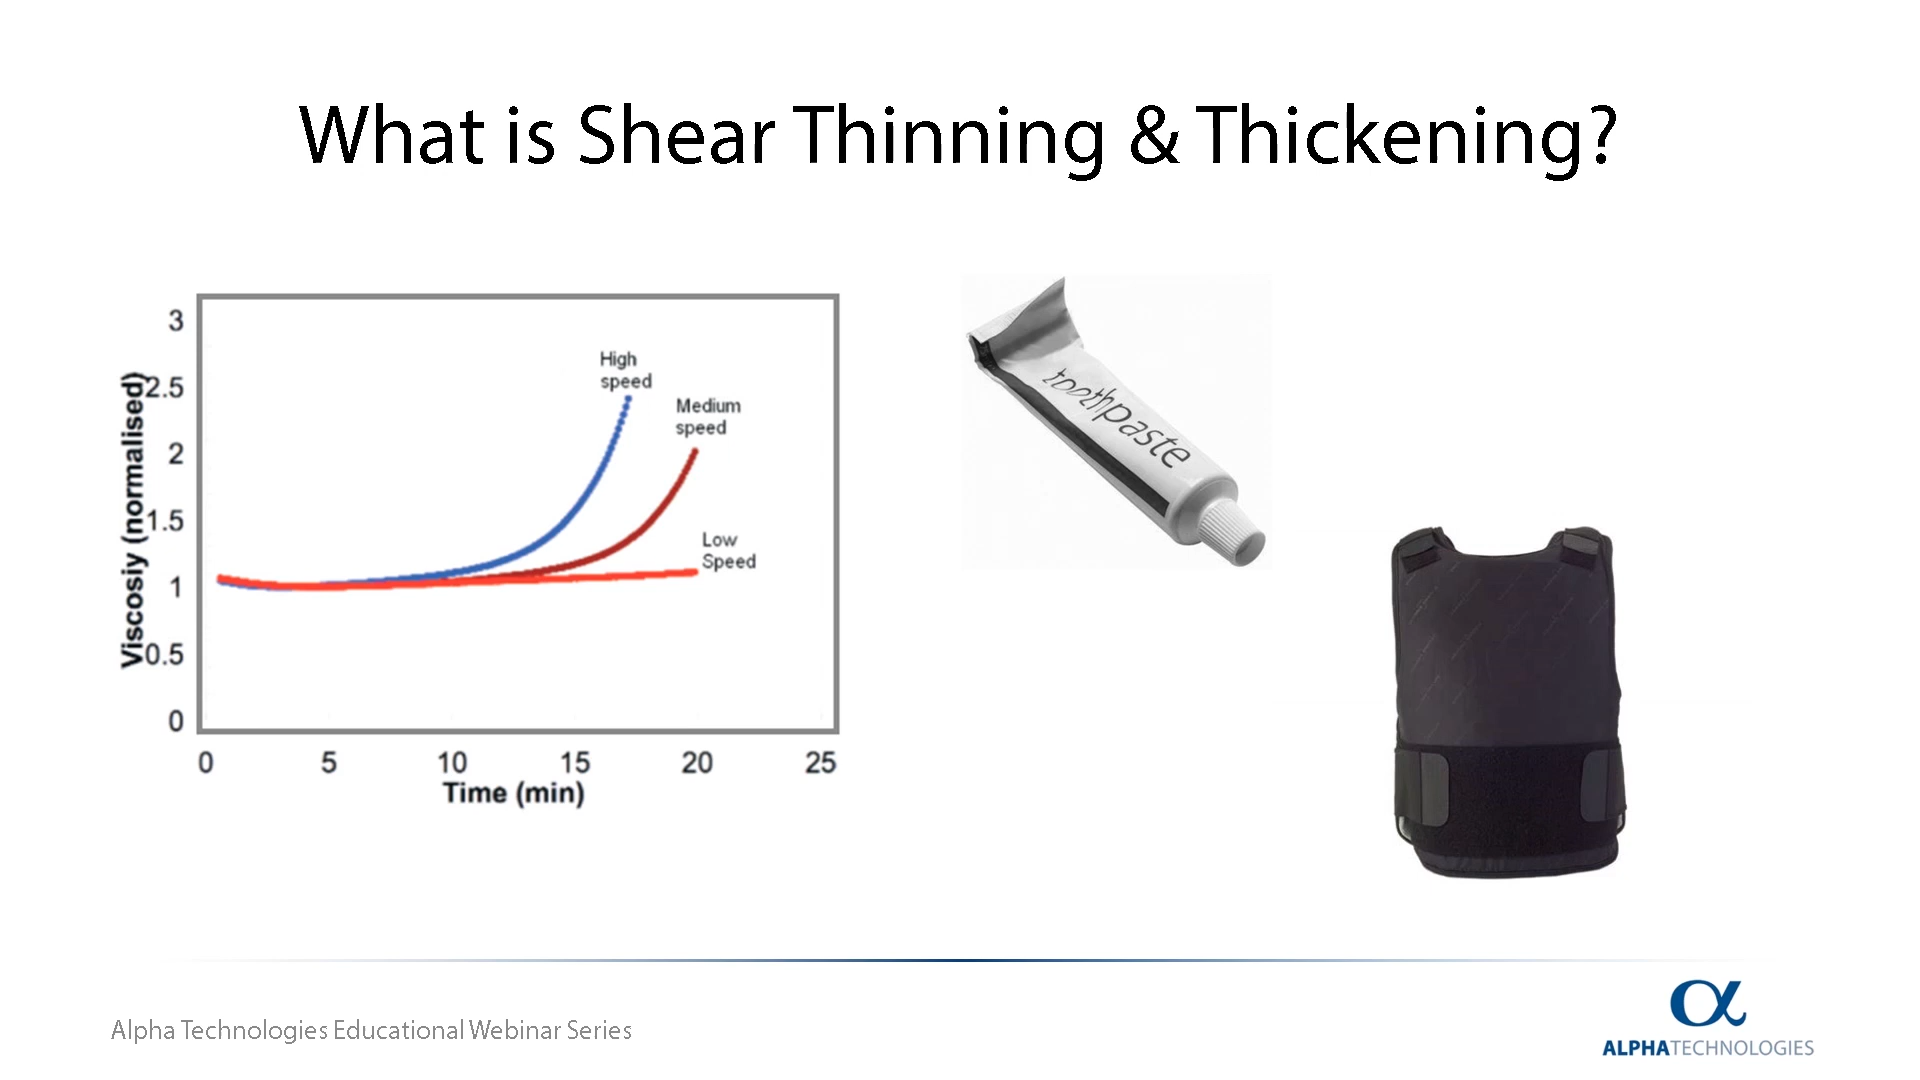 What is Shear Thinning & Thickening?
3
2.5
2
1.5
1
0.5
0
Viscosiy (normalised)
High
speed
Medium
speed
Low
Speed
0 5 10 15 20 25
Time (min)
toothpaste
Alpha Technologies Educational Webinar Series
α
ALPHATECHNOLOGIES